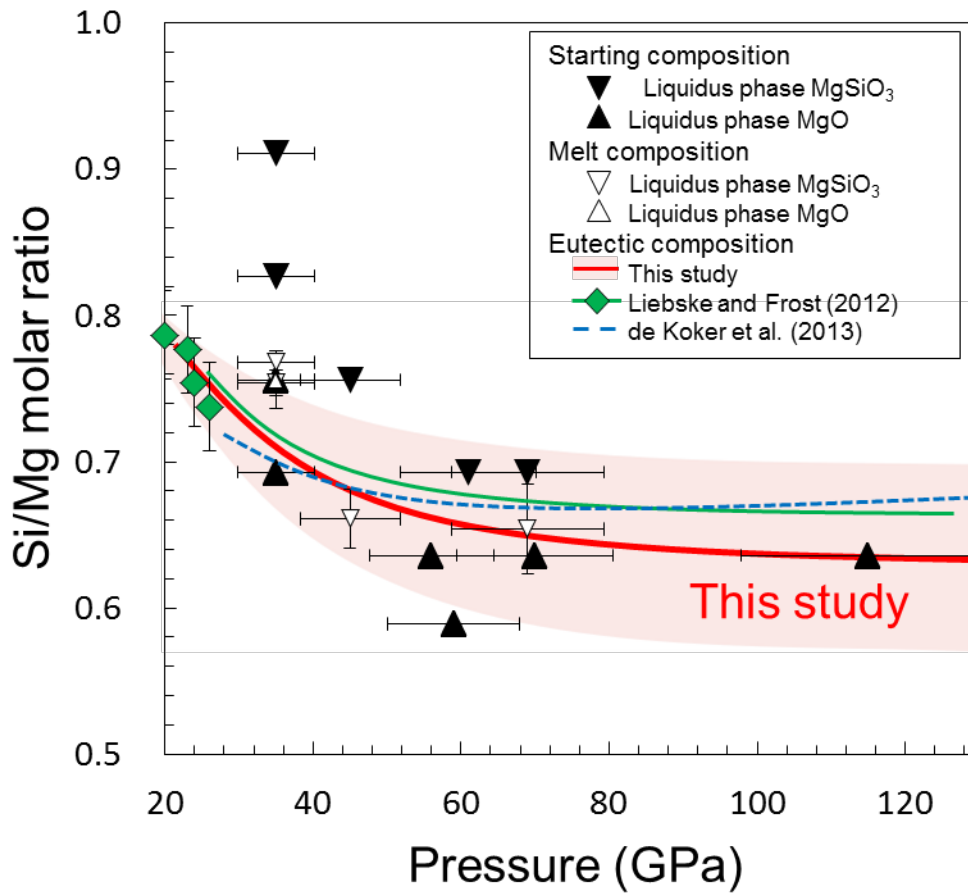 1.0
0.9
0.8
0.7
0.6
0.5
Si/Mg molar ratio
Starting composition
Liquidus phase MgSiO₃
Liquidus phase MgO
Melt composition
Liquidus phase MgSiO₃
Liquidus phase MgO
Eutectic composition
This study
Liebske and Frost (2012)
de Koker et al. (2013)
This study
20 40 60 80 100 120
Pressure (GPa)